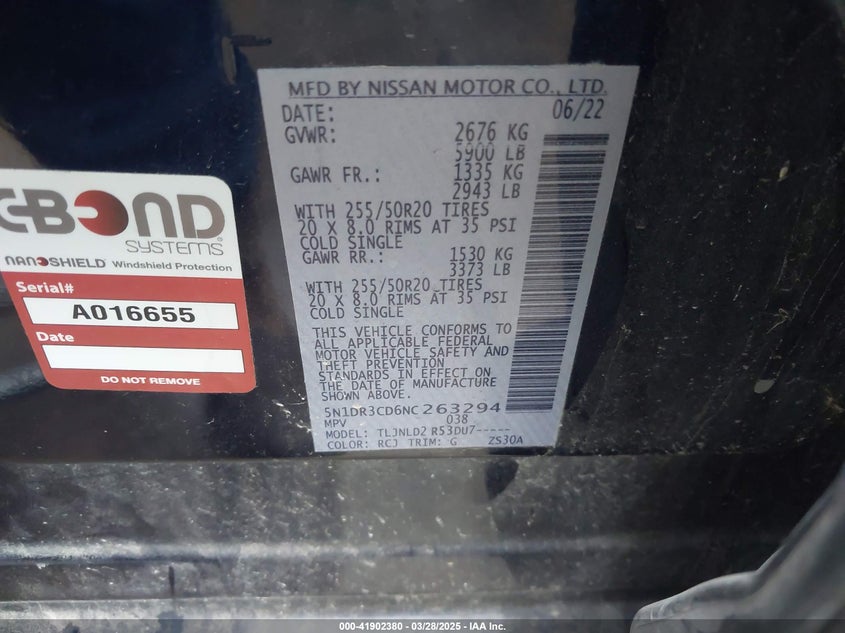 MFD BY NISSAN MOTOR CO., LTD.
DATE: 06/22
GVWR: 2676 KG
5900 LB
GAWR FR.: 1335 KG
2943 LB
WITH 255/50R20 TIRES
20 X 8.0 RIMS AT 35 PSI
COLD SINGLE
GAWR RR.: 1530 KG
3373 LB
WITH 255/50R20 TIRES
20 X 8.0 RIMS AT 35 PSI
COLD SINGLE
THIS VEHICLE CONFORMS TO
ALL APPLICABLE FEDERAL
MOTOR VEHICLE SAFETY AND
THEFT PREVENTION
STANDARDS IN EFFECT ON
THE DATE OF MANUFACTURE
SHOWN ABOVE.
5N1DR3CD6NC263294
MPV 038
MODEL: TLJNLD2 R53DU7-----
COLOR: RCJ TRIM: G ZS30A
C-BOND
SYSTEMS
NANOSHIELD Windshield Protection
Serial#
A016655
Date
DO NOT REMOVE
000-41902380 - 03/28/2025 - IAA Inc.